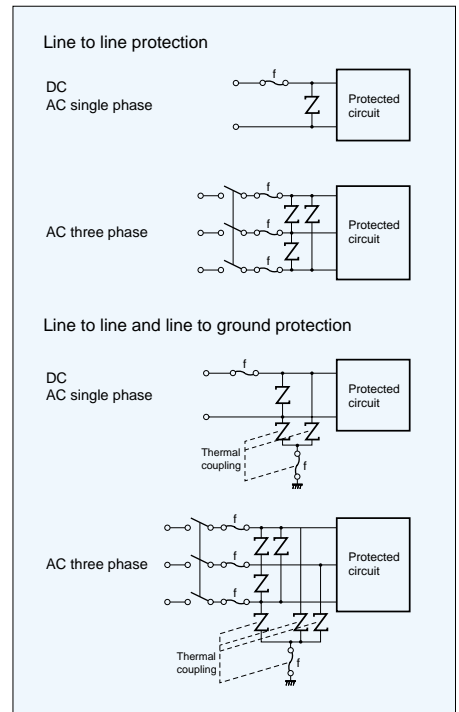 Line to line protection
f
DC
AC single phase
Protected
circuit
f
AC three phase
f
f
Protected
circuit
Line to line and line to ground protection
f
DC
AC single phase
Protected
circuit
Thermal
coupling
f
f
AC three phase
f
f
Protected
circuit
Thermal
coupling
f